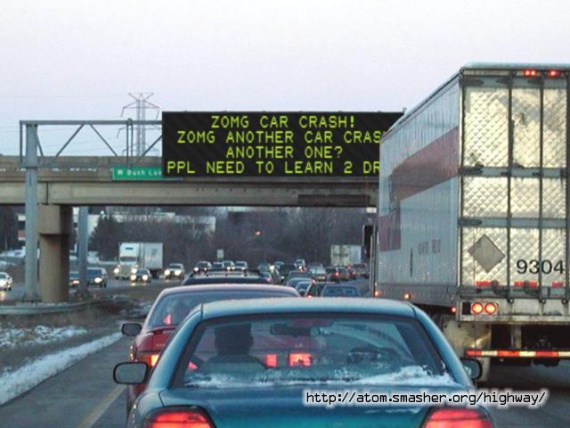 ZOMG CAR CRASH!
ZOMG ANOTHER CAR CRAS
ANOTHER ONE?
PPL NEED TO LEARN 2 DR
W Bush
9304
http://atom.smasher.org/highway/